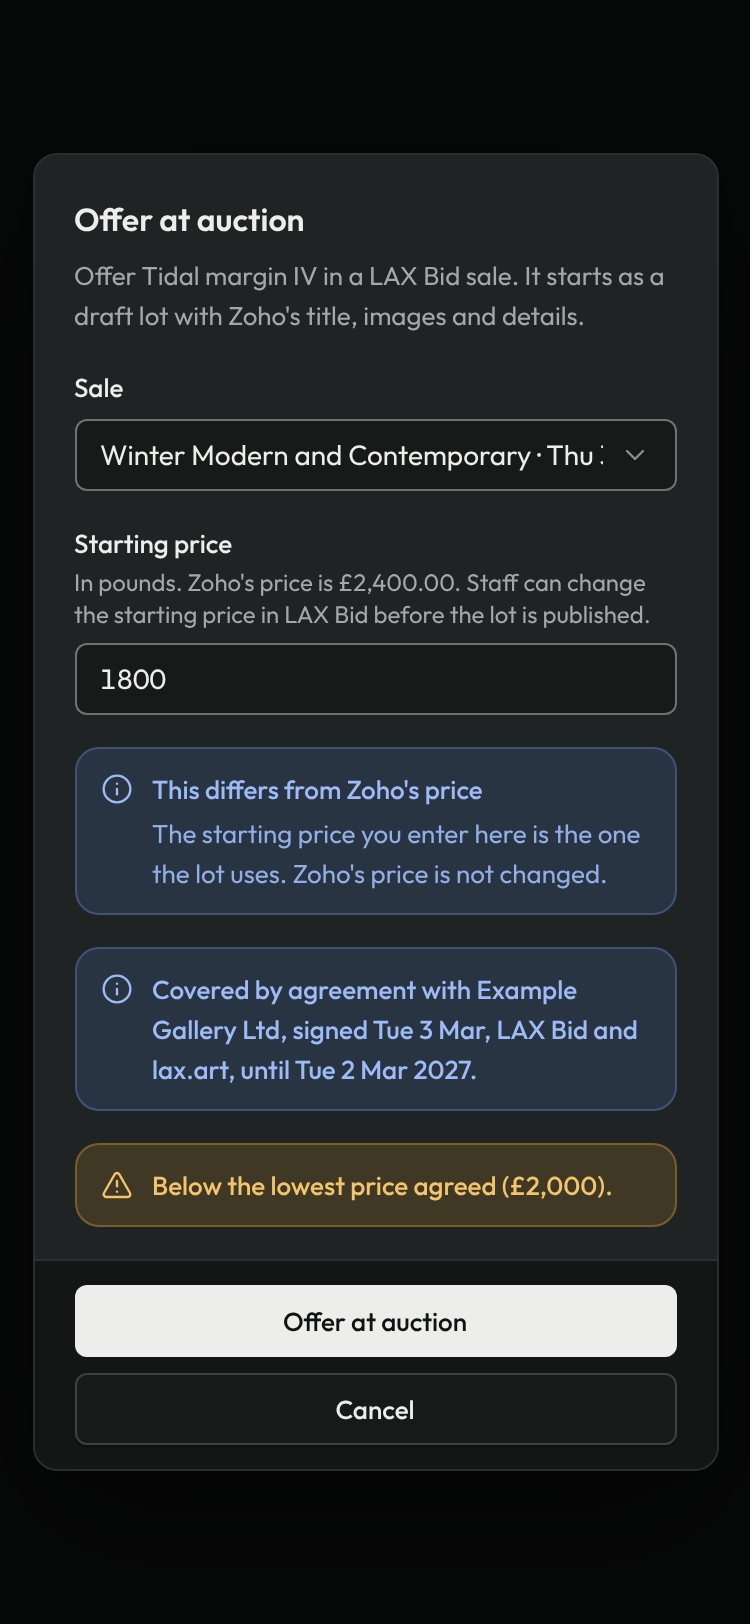 Offer at auction
Offer Tidal margin IV in a LAX Bid sale. It starts as a
draft lot with Zoho's title, images and details.
Sale
Winter Modern and Contemporary · Thu
Starting price
In pounds. Zoho's price is £2,400.00. Staff can change
the starting price in LAX Bid before the lot is published.
1800
This differs from Zoho's price
The starting price you enter here is the one
the lot uses. Zoho's price is not changed.
Covered by agreement with Example
Gallery Ltd, signed Tue 3 Mar, LAX Bid and
lax.art, until Tue 2 Mar 2027.
Below the lowest price agreed (£2,000).
Offer at auction
Cancel